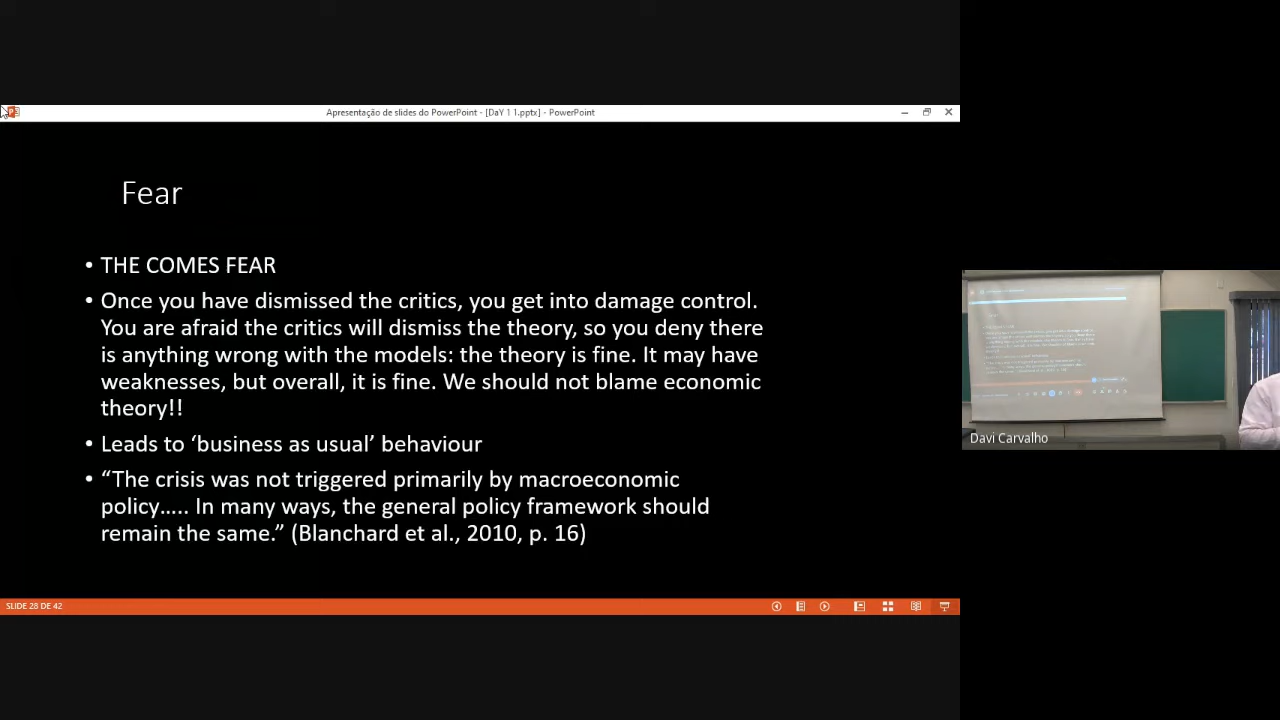 Apresentação de slides do PowerPoint - [DaY 1 1.pptx] - PowerPoint
Fear
• THE COMES FEAR
• Once you have dismissed the critics, you get into damage control.
You are afraid the critics will dismiss the theory, so you deny there
is anything wrong with the models: the theory is fine. It may have
weaknesses, but overall, it is fine. We should not blame economic
theory!!
• Leads to ‘business as usual’ behaviour
• “The crisis was not triggered primarily by macroeconomic
policy..... In many ways, the general policy framework should
remain the same.” (Blanchard et al., 2010, p. 16)
Davi Carvalho
SLIDE 28 DE 42